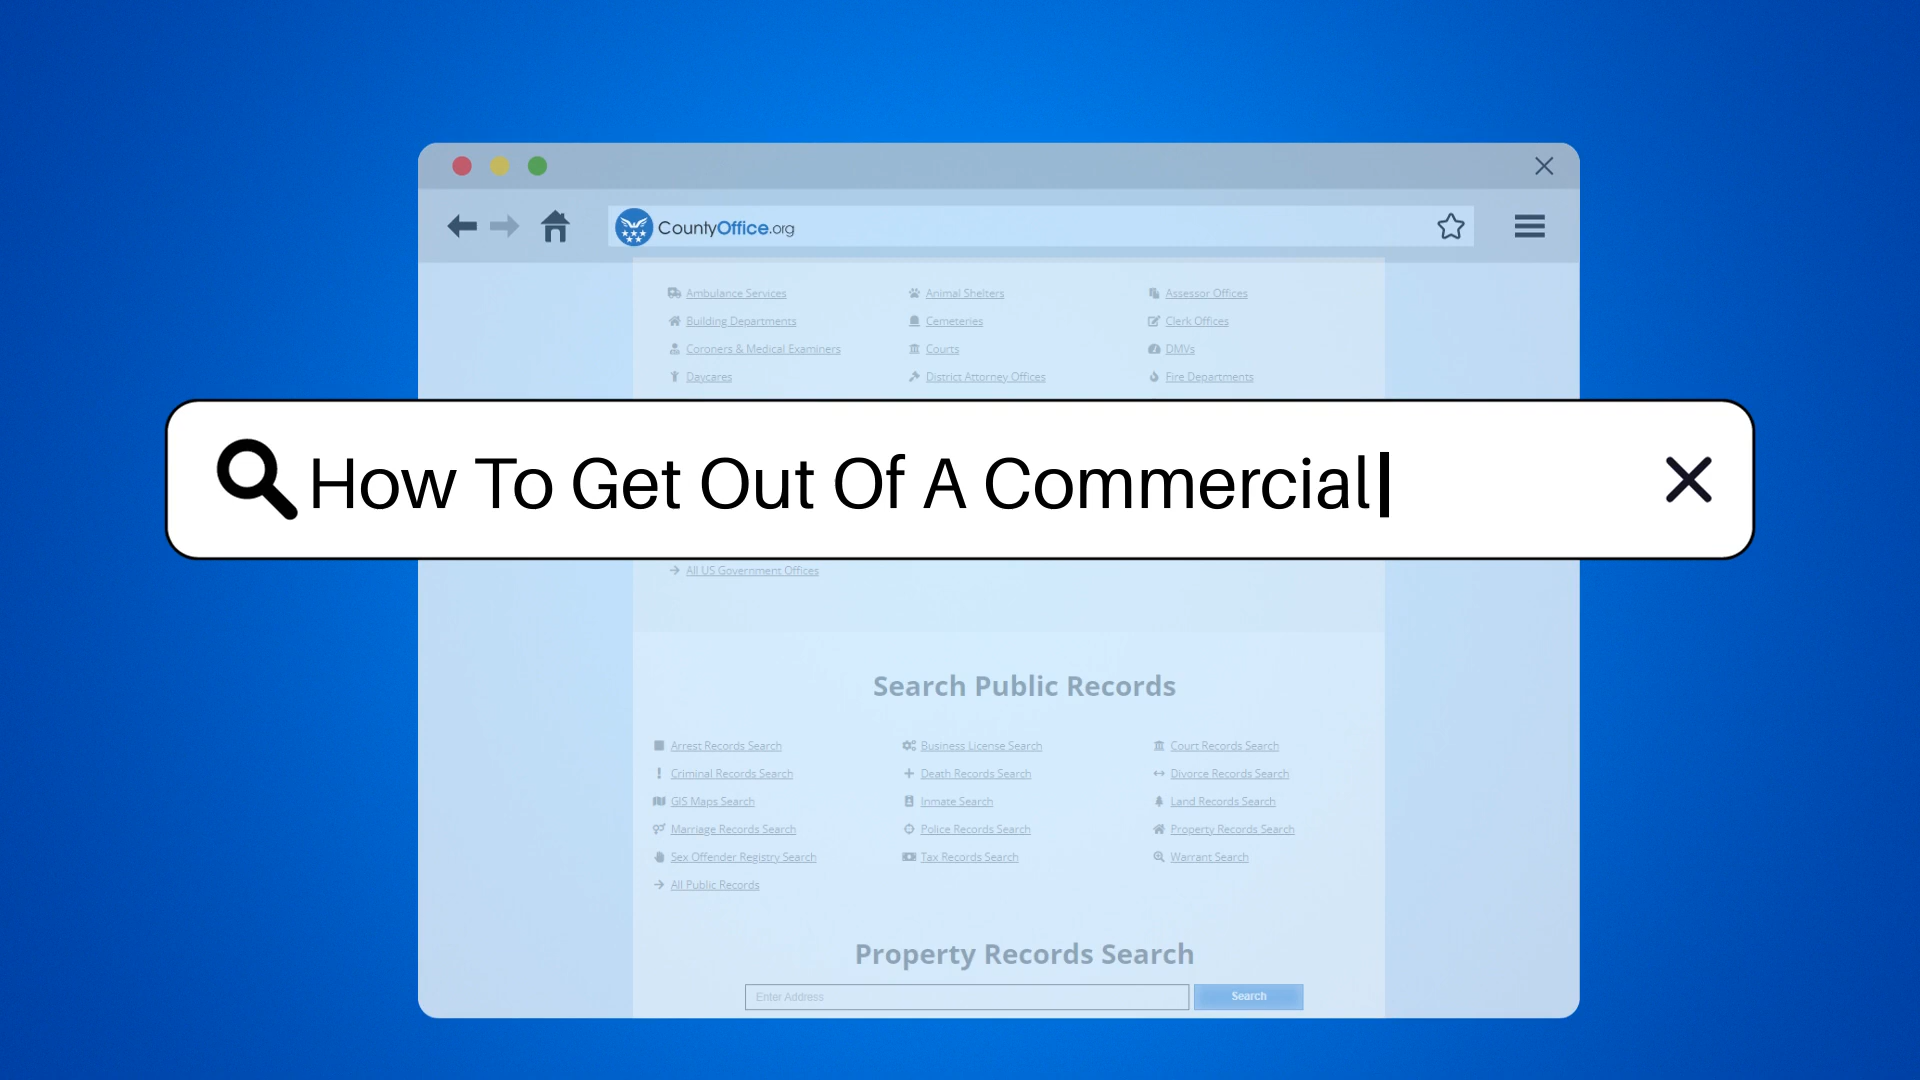 CountyOffice.org
Ambulance Services Animal Shelters Assessor Offices
Building Departments Cemeteries Clerk Offices
Coroners & Medical Examiners Courts DMVs
Daycares District Attorney Offices Fire Departments
How To Get Out Of A Commercial
All US Government Offices
Search Public Records
Arrest Records Search Business License Search Court Records Search
Criminal Records Search Death Records Search Divorce Records Search
GIS Maps Search Inmate Search Land Records Search
Marriage Records Search Police Records Search Property Records Search
Sex Offender Registry Search Tax Records Search Warrant Search
All Public Records
Property Records Search
Enter Address Search